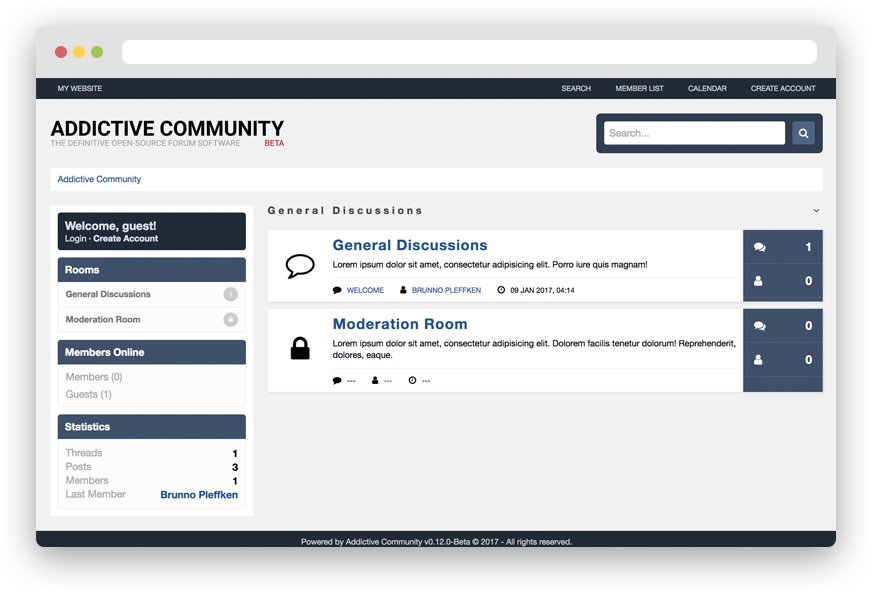 MY WEBSITE
SEARCH MEMBER LIST CALENDAR CREATE ACCOUNT
ADDICTIVE COMMUNITY
THE DEFINITIVE OPEN-SOURCE FORUM SOFTWARE BETA
Search...
Addictive Community
Welcome, guest!
Login - Create Account
Rooms
General Discussions 1
Moderation Room
Members Online
Members (0)
Guests (1)
Statistics
Threads 1
Posts 3
Members 1
Last Member Brunno Pleffken
General Discussions
General Discussions
Lorem ipsum dolor sit amet, consectetur adipisicing elit. Porro iure quis magnam!
WELCOME BRUNNO PLEFFKEN 09 JAN 2017, 04:14
1
0
Moderation Room
Lorem ipsum dolor sit amet, consectetur adipisicing elit. Dolorem facilis tenetur dolorum! Reprehenderit,
dolores, eaque.
--- --- ---
0
0
Powered by Addictive Community v0.12.0-Beta © 2017 - All rights reserved.